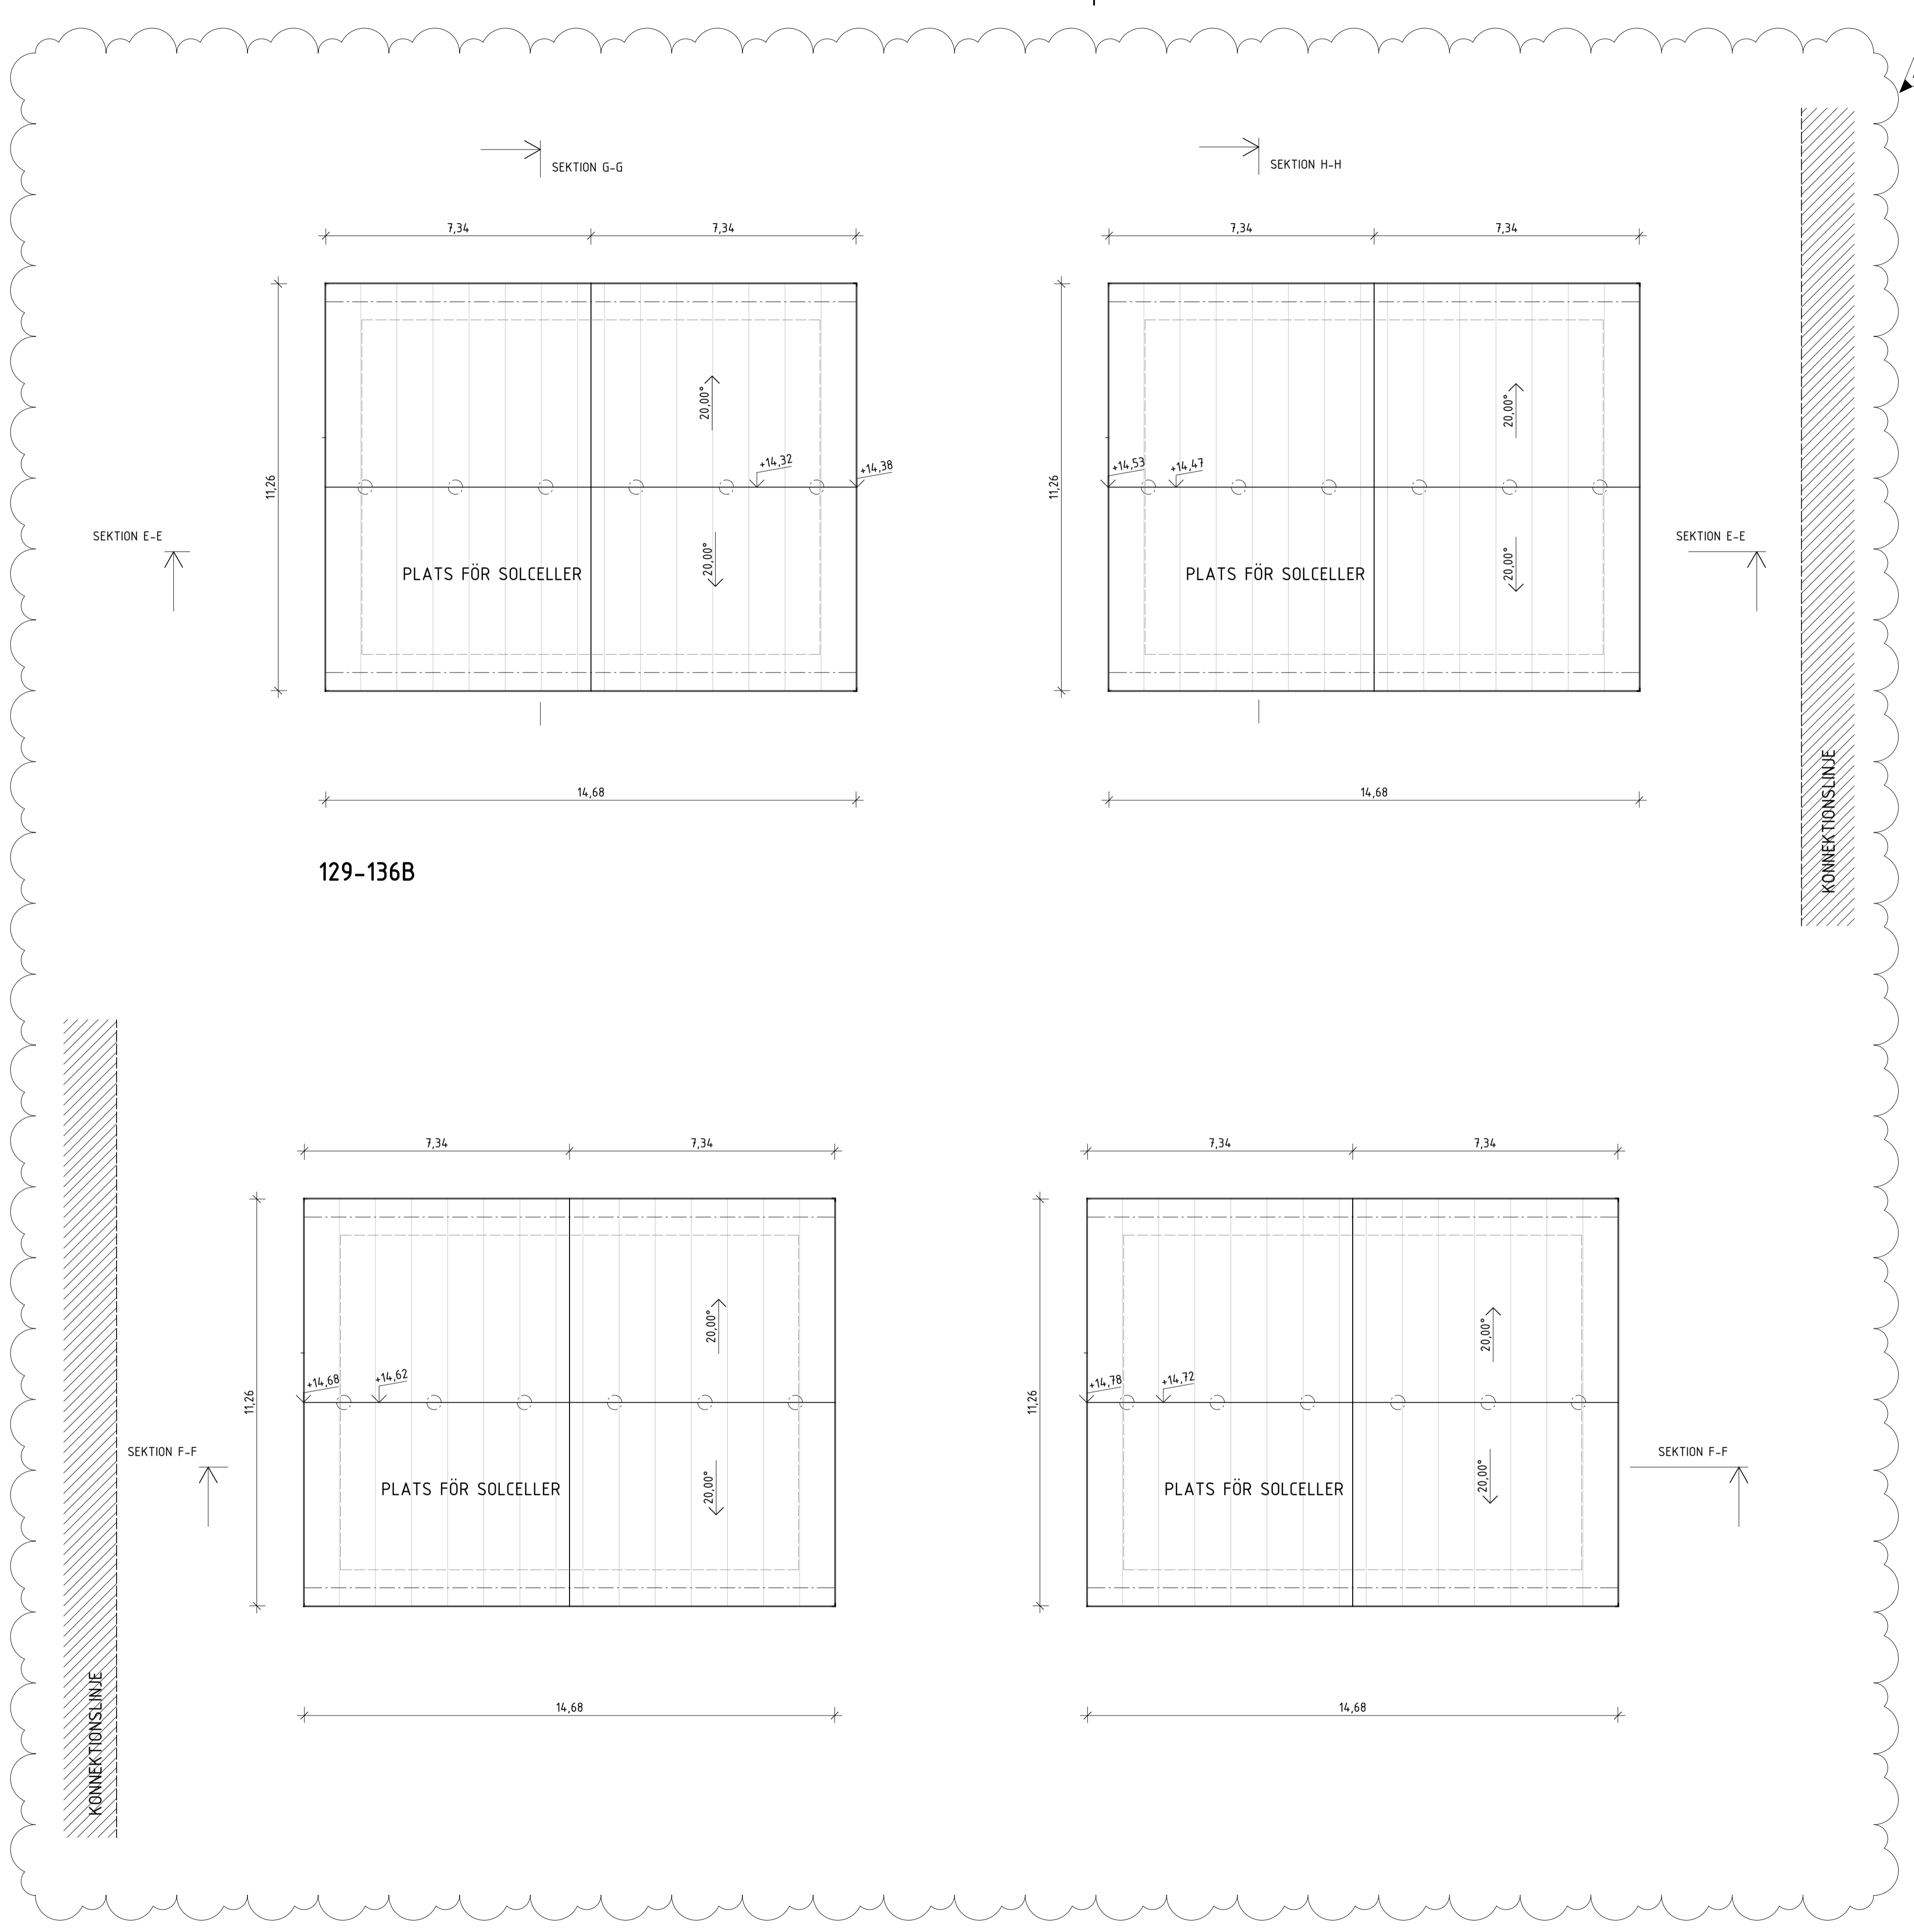 SEKTION G-G
SEKTION H-H
7,34
7,34
7,34
7,34
20,00°
20,00°
+14,32
+14,38
+14,53
+14,47
11,26
11,26
SEKTION E-E
SEKTION E-E
20,00°
20,00°
PLATS FÖR SOLCELLER
PLATS FÖR SOLCELLER
14,68
14,68
KONNEKTIONSLINJE
129-136B
7,34
7,34
7,34
7,34
20,00°
20,00°
+14,68
+14,62
+14,78
+14,72
11,26
11,26
SEKTION F-F
SEKTION F-F
20,00°
20,00°
PLATS FÖR SOLCELLER
PLATS FÖR SOLCELLER
14,68
14,68
KONNEKTIONSLINJE